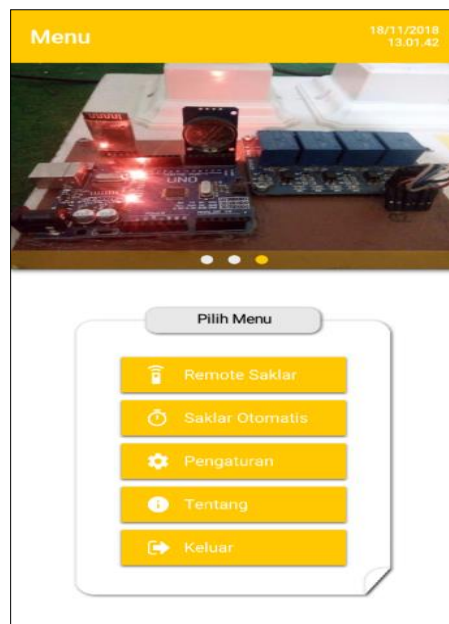 Menu
18/11/2018
13.01.42
UNO
Pilih Menu
Remote Saklar
Saklar Otomatis
Pengaturan
Tentang
Keluar